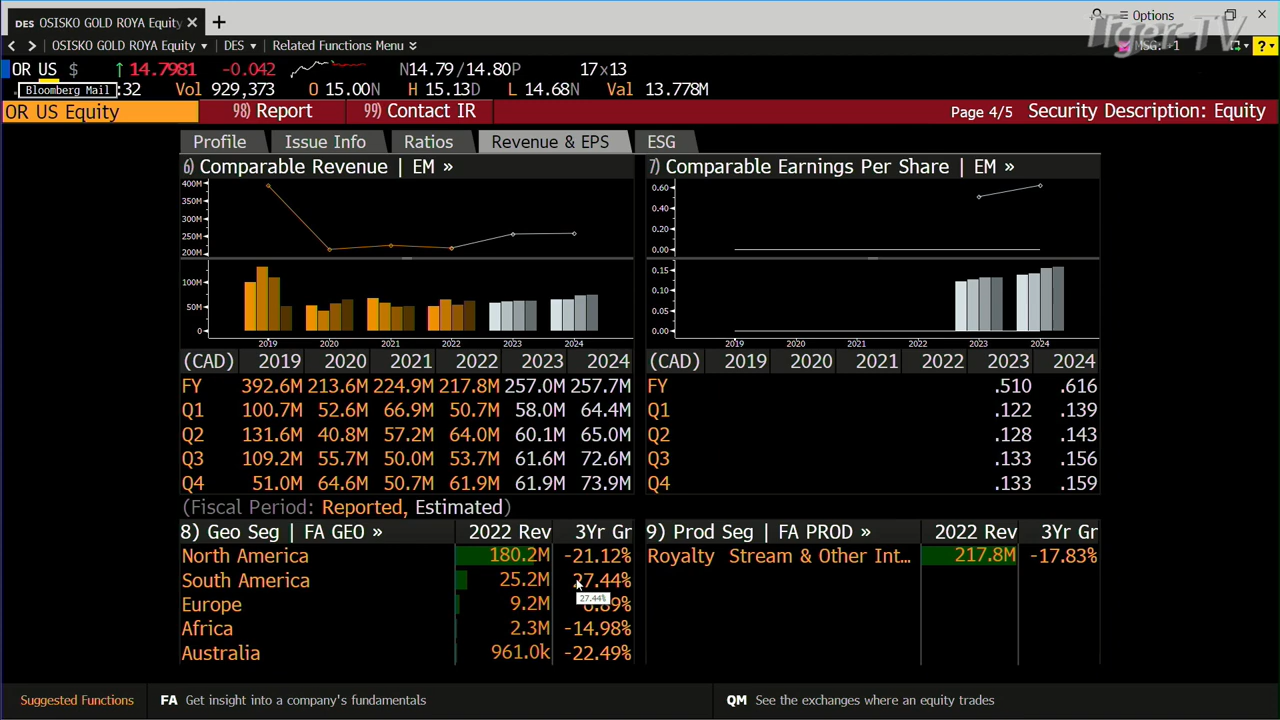 DES OSISKO GOLD ROYA Equity × +
Options
Tiger-TV
OSISKO GOLD ROYA Equity DES Related Functions Menu
MSG: +1 ?
OR US $ ↑ 14.7981 -0.042 N14.79/14.80P 17x13
Bloomberg Mail :32 Vol 929,373 O 15.00N H 15.13D L 14.68N Val 13.778M
OR US Equity 98) Report 99) Contact IR Page 4/5 Security Description: Equity
Profile Issue Info Ratios Revenue & EPS ESG
6) Comparable Revenue | EM » 7) Comparable Earnings Per Share | EM »
400M
350M
300M
250M
200M
100M
50M
0
2019 2020 2021 2022 2023 2024
0.60
0.40
0.20
0.00
0.15
0.10
0.05
0.00
2019 2020 2021 2022 2023 2024
(CAD) 2019 2020 2021 2022 2023 2024
FY 392.6M 213.6M 224.9M 217.8M 257.0M 257.7M
Q1 100.7M 52.6M 66.9M 50.7M 58.0M 64.4M
Q2 131.6M 40.8M 57.2M 64.0M 60.1M 65.0M
Q3 109.2M 55.7M 50.0M 53.7M 61.6M 72.6M
Q4 51.0M 64.6M 50.7M 61.9M 61.9M 73.9M
(CAD) 2019 2020 2021 2022 2023 2024
FY .510 .616
Q1 .122 .139
Q2 .128 .143
Q3 .133 .156
Q4 .133 .159
(Fiscal Period: Reported, Estimated)
8) Geo Seg | FA GEO » 2022 Rev 3Yr Gr
North America 180.2M -21.12%
South America 25.2M 27.44%
27.44%
Europe 9.2M 6.89%
Africa 2.3M -14.98%
Australia 961.0k -22.49%
9) Prod Seg | FA PROD » 2022 Rev 3Yr Gr
Royalty Stream & Other Int... 217.8M -17.83%
Suggested Functions FA Get insight into a company's fundamentals QM See the exchanges where an equity trades